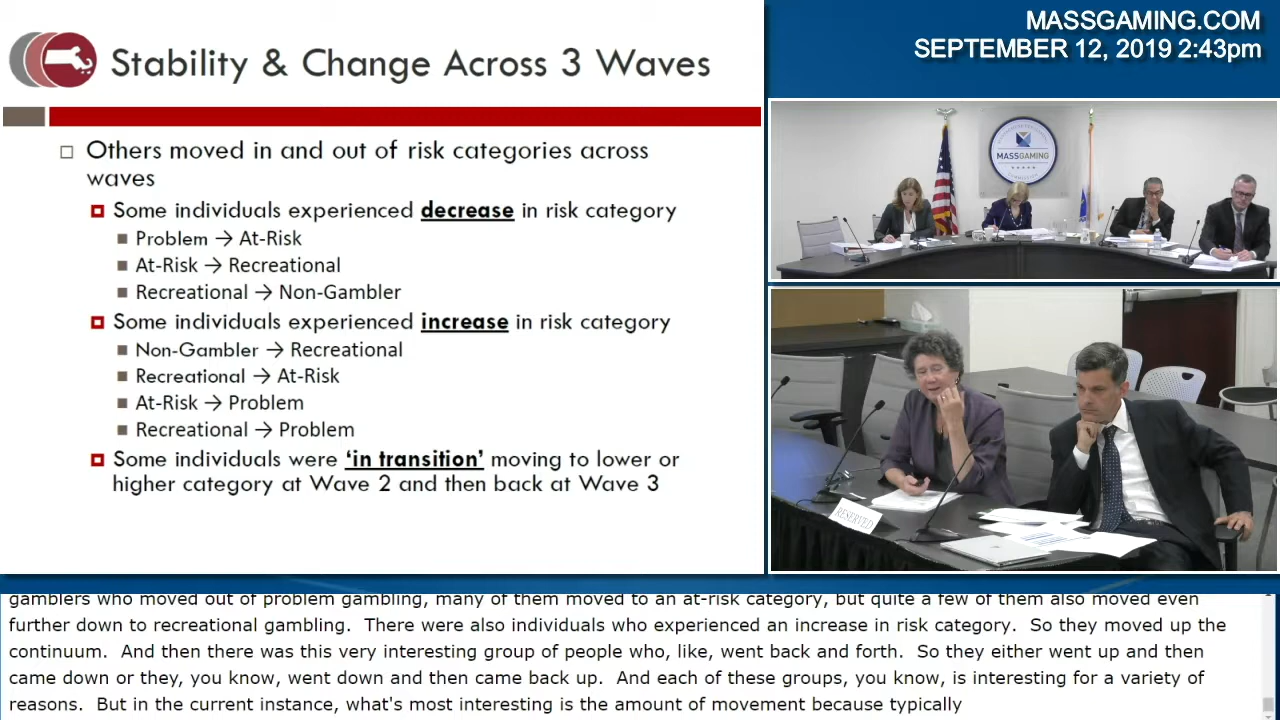 Stability & Change Across 3 Waves
□ Others moved in and out of risk categories across
waves
Some individuals experienced decrease in risk category
Problem → At-Risk
At-Risk → Recreational
Recreational → Non-Gambler
Some individuals experienced increase in risk category
Non-Gambler → Recreational
Recreational → At-Risk
At-Risk → Problem
Recreational → Problem
Some individuals were ‘in transition’ moving to lower or
higher category at Wave 2 and then back at Wave 3
MASSGAMING.COM
SEPTEMBER 12, 2019 2:43pm
MASSGAMING
RESERVED
gamblers who moved out of problem gambling, many of them moved to an at-risk category, but quite a few of them also moved even
further down to recreational gambling.  There were also individuals who experienced an increase in risk category.  So they moved up the
continuum.  And then there was this very interesting group of people who, like, went back and forth.  So they either went up and then
came down or they, you know, went down and then came back up.  And each of these groups, you know, is interesting for a variety of
reasons.  But in the current instance, what's most interesting is the amount of movement because typically